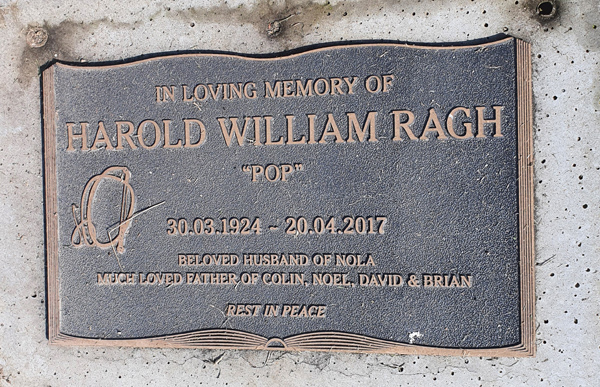 IN LOVING MEMORY OF
HAROLD WILLIAM RAGH
"POP"
30.03.1924 - 20.04.2017
BELOVED HUSBAND OF NOLA
MUCH LOVED FATHER OF COLIN, NOEL, DAVID & BRIAN
REST IN PEACE